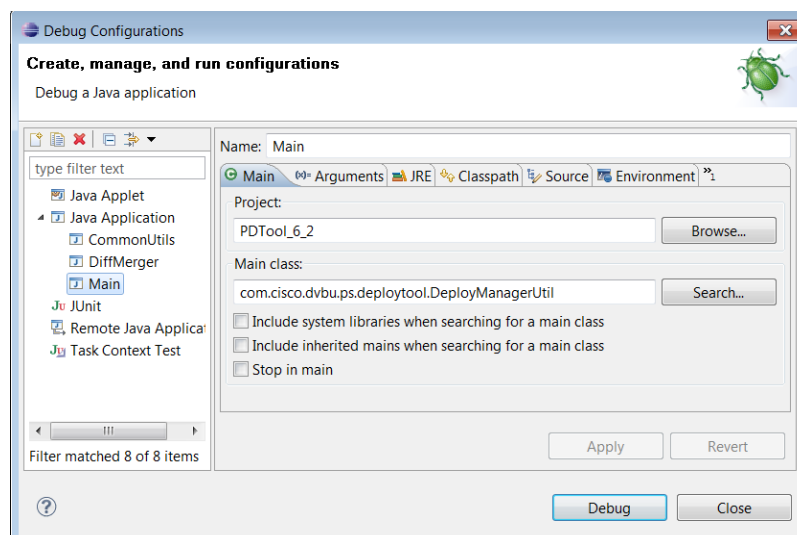 Debug Configurations
Create, manage, and run configurations
Debug a Java application
type filter text
Java Applet
Java Application
CommonUtils
DiffMerger
Main
JUnit
Remote Java Applicat
Task Context Test
Filter matched 8 of 8 items
Name: Main
Main (x)= Arguments JRE Classpath Source Environment »1
Project:
PDTool_6_2 Browse...
Main class:
com.cisco.dvbu.ps.deploytool.DeployManagerUtil Search...
Include system libraries when searching for a main class
Include inherited mains when searching for a main class
Stop in main
Apply Revert
? Debug Close